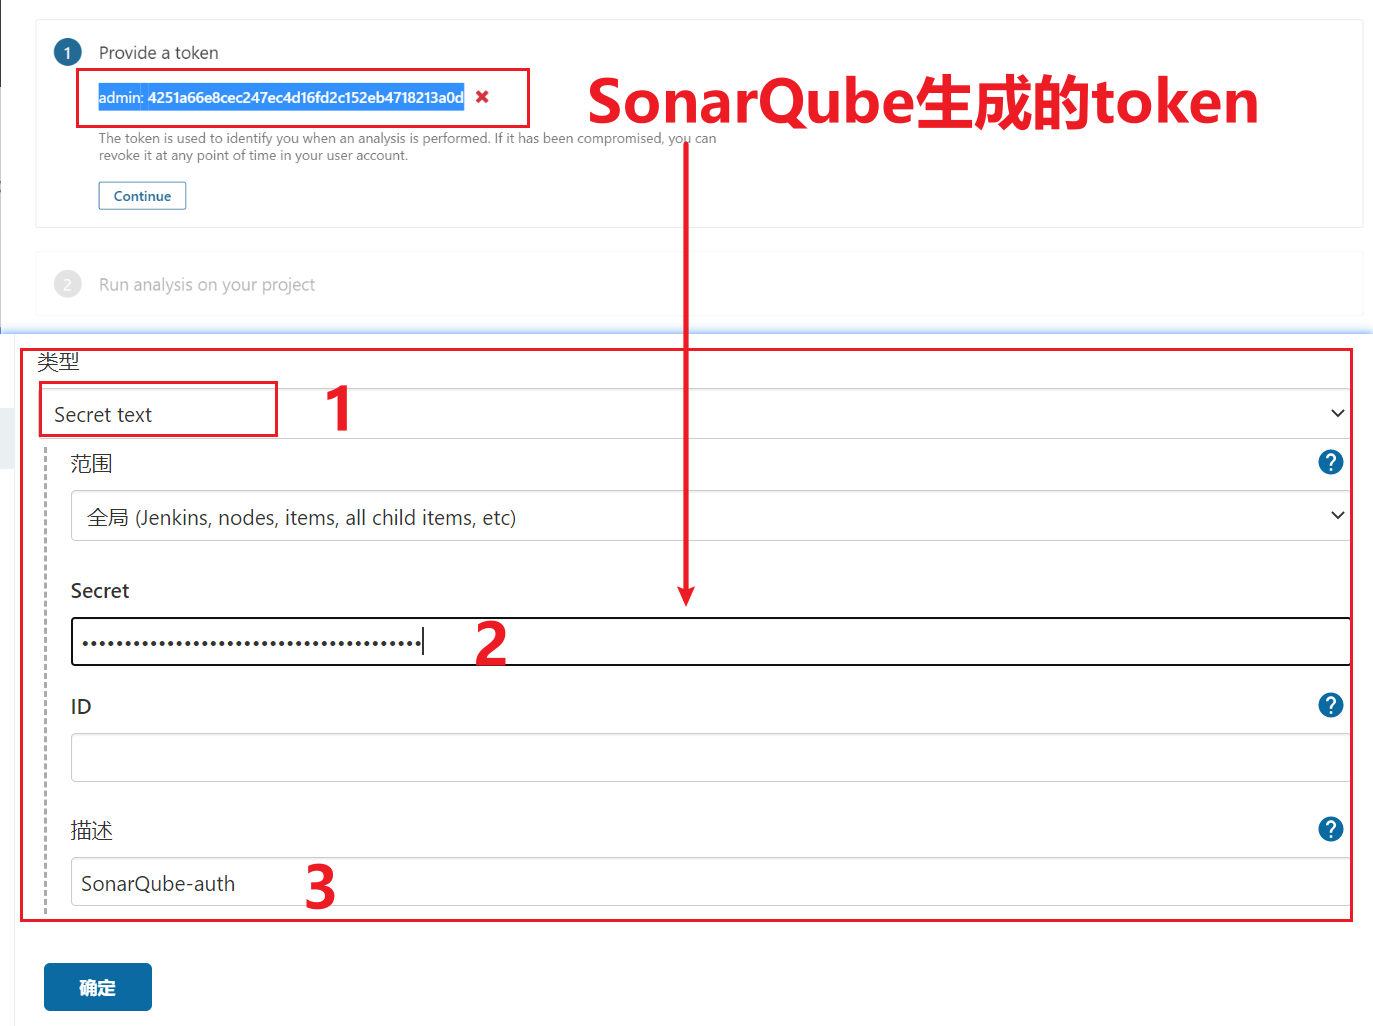 1 Provide a token
admin: 4251a66e8cec247ec4d16fd2c152eb4718213a0d
SonarQube生成的token
The token is used to identify you when an analysis is performed. If it has been compromised, you can
revoke it at any point of time in your user account.
Continue
2 Run analysis on your project
类型
Secret text
1
范围
全局 (Jenkins, nodes, items, all child items, etc)
Secret
2
ID
描述
SonarQube-auth
3
确定